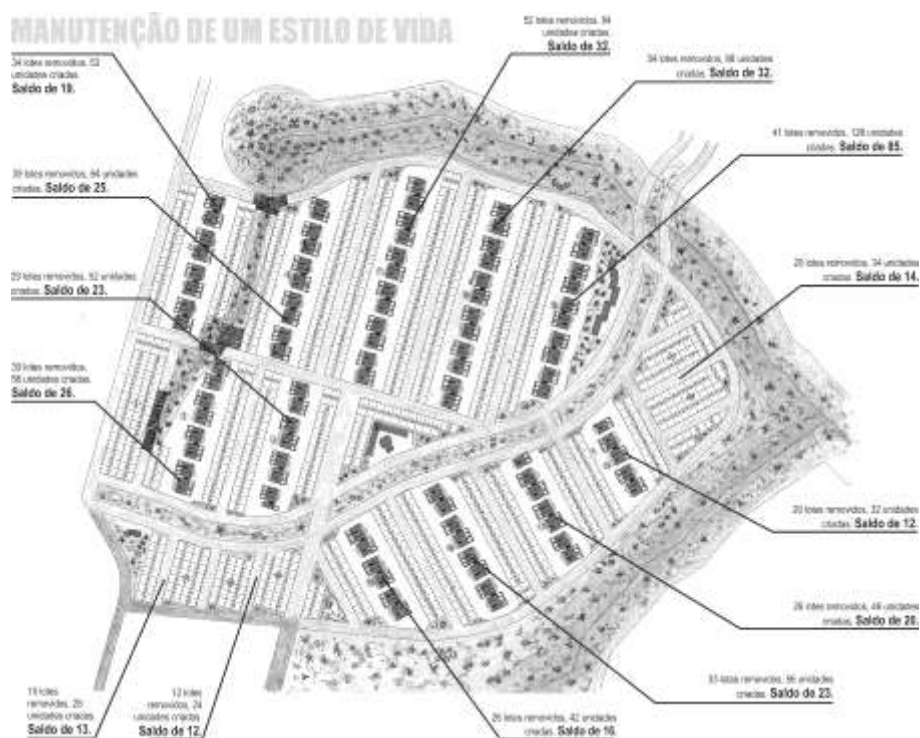 MANUTENÇÃO DE UM ESTILO DE VIDA
52 lotes removidos, 84
unidades criadas.
Saldo de 32.
34 lotes removidos, 53
unidades criadas.
Saldo de 19.
54 lotes removidos, 86 unidades
criadas. Saldo de 32.
41 lotes removidos, 126 unidades
criadas. Saldo de 85.
39 lotes removidos, 64 unidades
criadas. Saldo de 25.
20 lotes removidos, 34 unidades
criadas. Saldo de 14.
29 lotes removidos, 52 unidades
criadas. Saldo de 23.
30 lotes removidos,
56 unidades criadas.
Saldo de 26.
20 lotes removidos, 32 unidades
criadas. Saldo de 12.
lotes removidos, unidades
criadas. Saldo de 20.
33 lotes removidos, 56 unidades
criadas. Saldo de 23.
lotes
removidos,
unidades criadas.
Saldo de 13.
12 lotes
removidos, 24
unidades criadas.
Saldo de 12.
26 lotes removidos, 42 unidades
criadas. Saldo de 16.